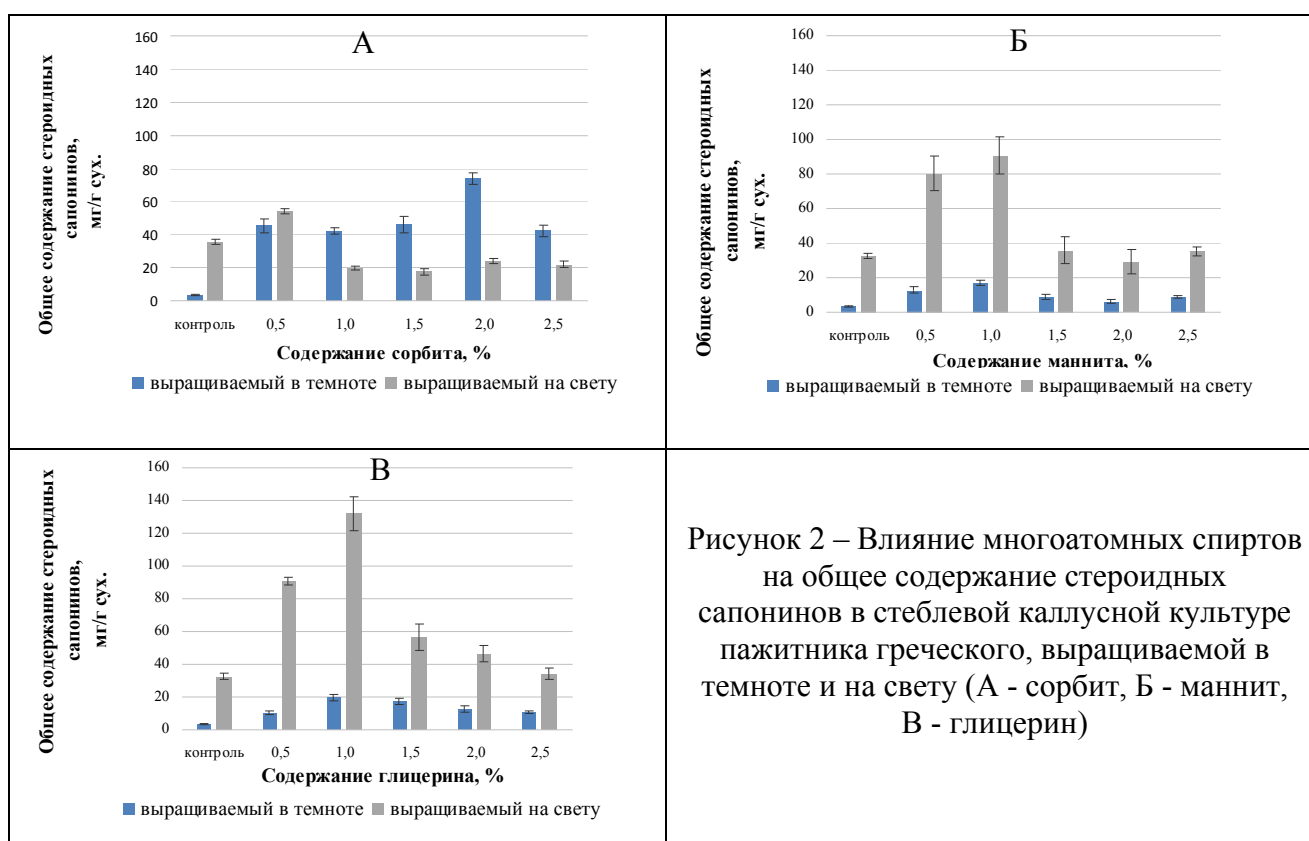 А
Общее содержание стероидных
сапонинов,
мг/г сух.
160
140
120
100
80
60
40
20
0
контроль 0,5 1,0 1,5 2,0 2,5
Содержание сорбита, %
выращиваемый в темноте выращиваемый на свету
Б
Общее содержание стероидных
сапонинов,
мг/г сух.
160
140
120
100
80
60
40
20
0
контроль 0,5 1,0 1,5 2,0 2,5
Содержание маннита, %
выращиваемый в темноте выращиваемый на свету
В
Общее содержание стероидных
сапонинов,
мг/г сух.
160
140
120
100
80
60
40
20
0
контроль 0,5 1,0 1,5 2,0 2,5
Содержание глицерина, %
выращиваемый в темноте выращиваемый на свету
Рисунок 2 – Влияние многоатомных спиртов
на общее содержание стероидных
сапонинов в стеблевой каллусной культуре
пажитника греческого, выращиваемой в
темноте и на свету (А - сорбит, Б - маннит,
В - глицерин)